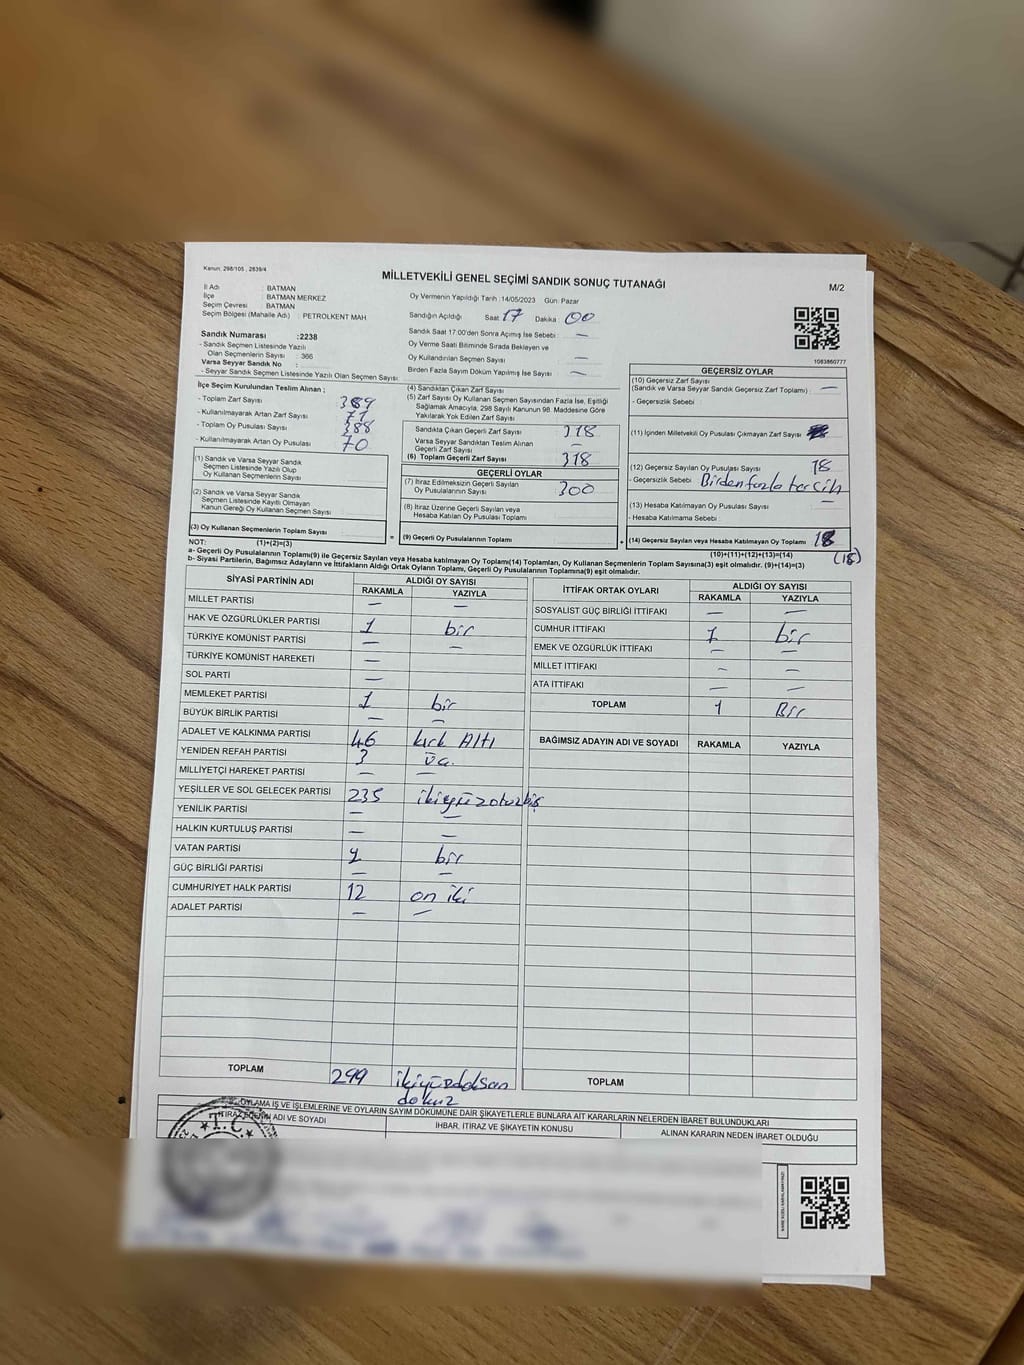 Kanun: 298/105 , 2839/4
MİLLETVEKİLİ GENEL SEÇİMİ SANDIK SONUÇ TUTANAĞI
M/2
İl Adı : BATMAN
İlçe : BATMAN MERKEZ
Seçim Çevresi : BATMAN
Seçim Bölgesi (Mahalle Adı) : PETROLKENT MAH
Oy Vermenin Yapıldığı Tarih :14/05/2023 Gün: Pazar
Sandığın Açıldığı Saat 17 Dakika : 00
Sandık Saat 17:00'den Sonra Açımış İse Sebebi : —
Oy Verme Saati Bitiminde Sırada Bekleyen ve
Oy Kullandırılan Seçmen Sayısı —
Birden Fazla Sayım Döküm Yapılmış İse Sayısı —
1063860777
Sandık Numarası :2238
- Sandık Seçmen Listesinde Yazılı
Olan Seçmenlerin Sayısı : 366
Varsa Seyyar Sandık No :
- Seyyar Sandık Seçmen Listesinde Yazılı Olan Seçmen Sayısı
İlçe Seçim Kurulundan Teslim Alınan ;
- Toplam Zarf Sayısı 389
- Kullanılmayarak Artan Zarf Sayısı 71
- Toplam Oy Pusulası Sayısı 388
- Kullanılmayarak Artan Oy Pusulası 70
(1) Sandık ve Varsa Seyyar Sandık
Seçmen Listesinde Yazılı Olup
Oy Kullanan Seçmenlerin Sayısı
(2) Sandık ve Varsa Seyyar Sandık
Seçmen Listesinde Kayıtlı Olmayan
Kanun Gereği Oy Kullanan Seçmen Sayısı
(3) Oy Kullanan Seçmenlerin Toplam Sayısı =
(4) Sandıktan Çıkan Zarf Sayısı
(5) Zarf Sayısı Oy Kullanan Seçmen Sayısından Fazla İse, Eşitliği
Sağlamak Amacıyla, 298 Sayılı Kanunun 98. Maddesine Göre
Yakılarak Yok Edilen Zarf Sayısı
Sandıkta Çıkan Geçerli Zarf Sayısı 318
Varsa Seyyar Sandıktan Teslim Alınan
Geçerli Zarf Sayısı —
(6) Toplam Geçerli Zarf Sayısı 318
GEÇERLİ OYLAR
(7) İtiraz Edilmeksizin Geçerli Sayılan
Oy Pusulalarının Sayısı 300
(8) İtiraz Üzerine Geçerli Sayılan veya
Hesaba Katılan Oy Pusulası Toplamı
(9) Geçerli Oy Pusulalarının Toplamı +
GEÇERSİZ OYLAR
(10) Geçersiz Zarf Sayısı
(Sandık ve Varsa Seyyar Sandık Geçersiz Zarf Toplamı) —
- Geçersizlik Sebebi :
(11) İçinden Milletvekili Oy Pusulası Çıkmayan Zarf Sayısı
(12) Geçersiz Sayılan Oy Pusulası Sayısı 18
- Geçersizlik Sebebi : Birden fazla tercih
(13) Hesaba Katılmayan Oy Pusulası Sayısı —
- Hesaba Katılmama Sebebi :
(14) Geçersiz Sayılan veya Hesaba Katılmayan Oy Toplamı 18
(10)+(11)+(12)+(13)=(14) (18)
NOT: (1)+(2)=(3)
a- Geçerli Oy Pusulalarının Toplamı(9) ile Geçersiz Sayılan veya Hesaba katılmayan Oy Toplam(14) Toplamları, Oy Kullanan Seçmenlerin Toplam Sayısına(3) eşit olmalıdır. (9)+(14)=(3)
b- Siyasi Partilerin, Bağımsız Adayların ve İttifakların Aldığı Ortak Oyların Toplamı, Geçerli Oy Pusulalarının Toplamına(9) eşit olmalıdır.
SİYASİ PARTİNİN ADI ALDIĞI OY SAYISI
RAKAMLA YAZIYLA
MİLLET PARTİSİ — —
HAK VE ÖZGÜRLÜKLER PARTİSİ 1 bir
TÜRKİYE KOMÜNİST PARTİSİ — —
TÜRKİYE KOMÜNİST HAREKETİ —
SOL PARTİ —
MEMLEKET PARTİSİ 1 bir
BÜYÜK BİRLİK PARTİSİ — —
ADALET VE KALKINMA PARTİSİ 46 kırk Altı
YENİDEN REFAH PARTİSİ 3 üç
MİLLİYETÇİ HAREKET PARTİSİ — —
YEŞİLLER VE SOL GELECEK PARTİSİ 235 ikiyüzotuzbiş
YENİLİK PARTİSİ — —
HALKIN KURTULUŞ PARTİSİ — —
VATAN PARTİSİ 1 bir
GÜÇ BİRLİĞİ PARTİSİ — —
CUMHURİYET HALK PARTİSİ 12 on iki
ADALET PARTİSİ — —
TOPLAM 299 ikiyüzdoksan
dokuz
İTTİFAK ORTAK OYLARI ALDIĞI OY SAYISI
RAKAMLA YAZIYLA
SOSYALİST GÜÇ BİRLİĞİ İTTİFAKI — —
CUMHUR İTTİFAKI 1 bir
EMEK VE ÖZGÜRLÜK İTTİFAKI — —
MİLLET İTTİFAKI — —
ATA İTTİFAKI — —
TOPLAM 1 Bir
BAĞIMSIZ ADAYIN ADI VE SOYADI RAKAMLA YAZIYLA
TOPLAM
OYLAMA İŞ VE İŞLEMLERİNE VE OYLARIN SAYIM DÖKÜMÜNE DAİR ŞİKAYETLERLE BUNLARA AİT KARARLARIN NELERDEN İBARET BULUNDUKLARI
ADI VE SOYADI İHBAR, İTİRAZ VE ŞİKAYETİN KONUSU ALINAN KARARIN NEDEN İBARET OLDUĞU
T.C.